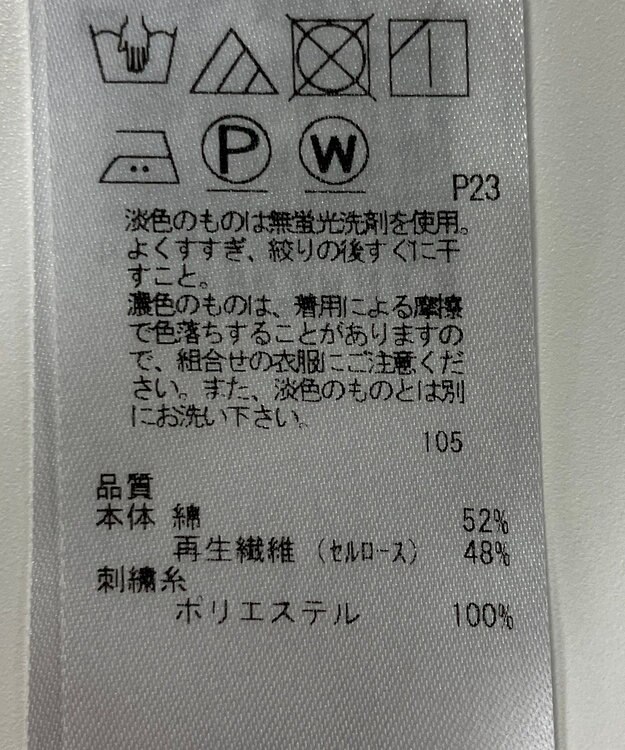 P
W
P23
淡色のものは無蛍光洗剤を使用。
よくすすぎ、絞りの後すぐに干
すこと。
濃色のものは、着用による摩擦
で色落ちすることがありますの
で、組合せの衣服にご注意くだ
さい。また、淡色のものとは別
にお洗い下さい。
105
品質
本体 綿 52%
再生繊維 (セルロース) 48%
刺繍糸
ポリエステル 100%